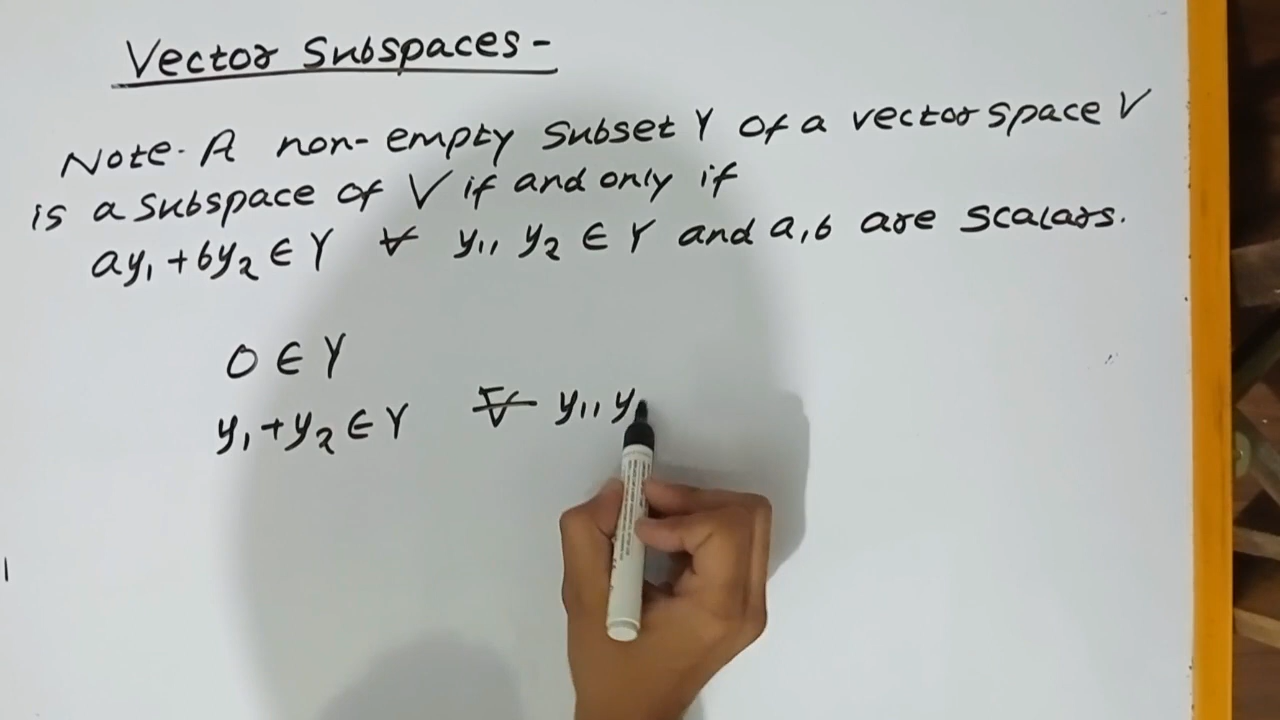 Vector Subspaces -
Note. A non-empty subset Y of a vector space V
is a subspace of V if and only if
ay₁ + by₂ ∈ Y ∀ y₁, y₂ ∈ Y and a, b are scalars.
0 ∈ Y
y₁ + y₂ ∈ Y ∀ y₁, y